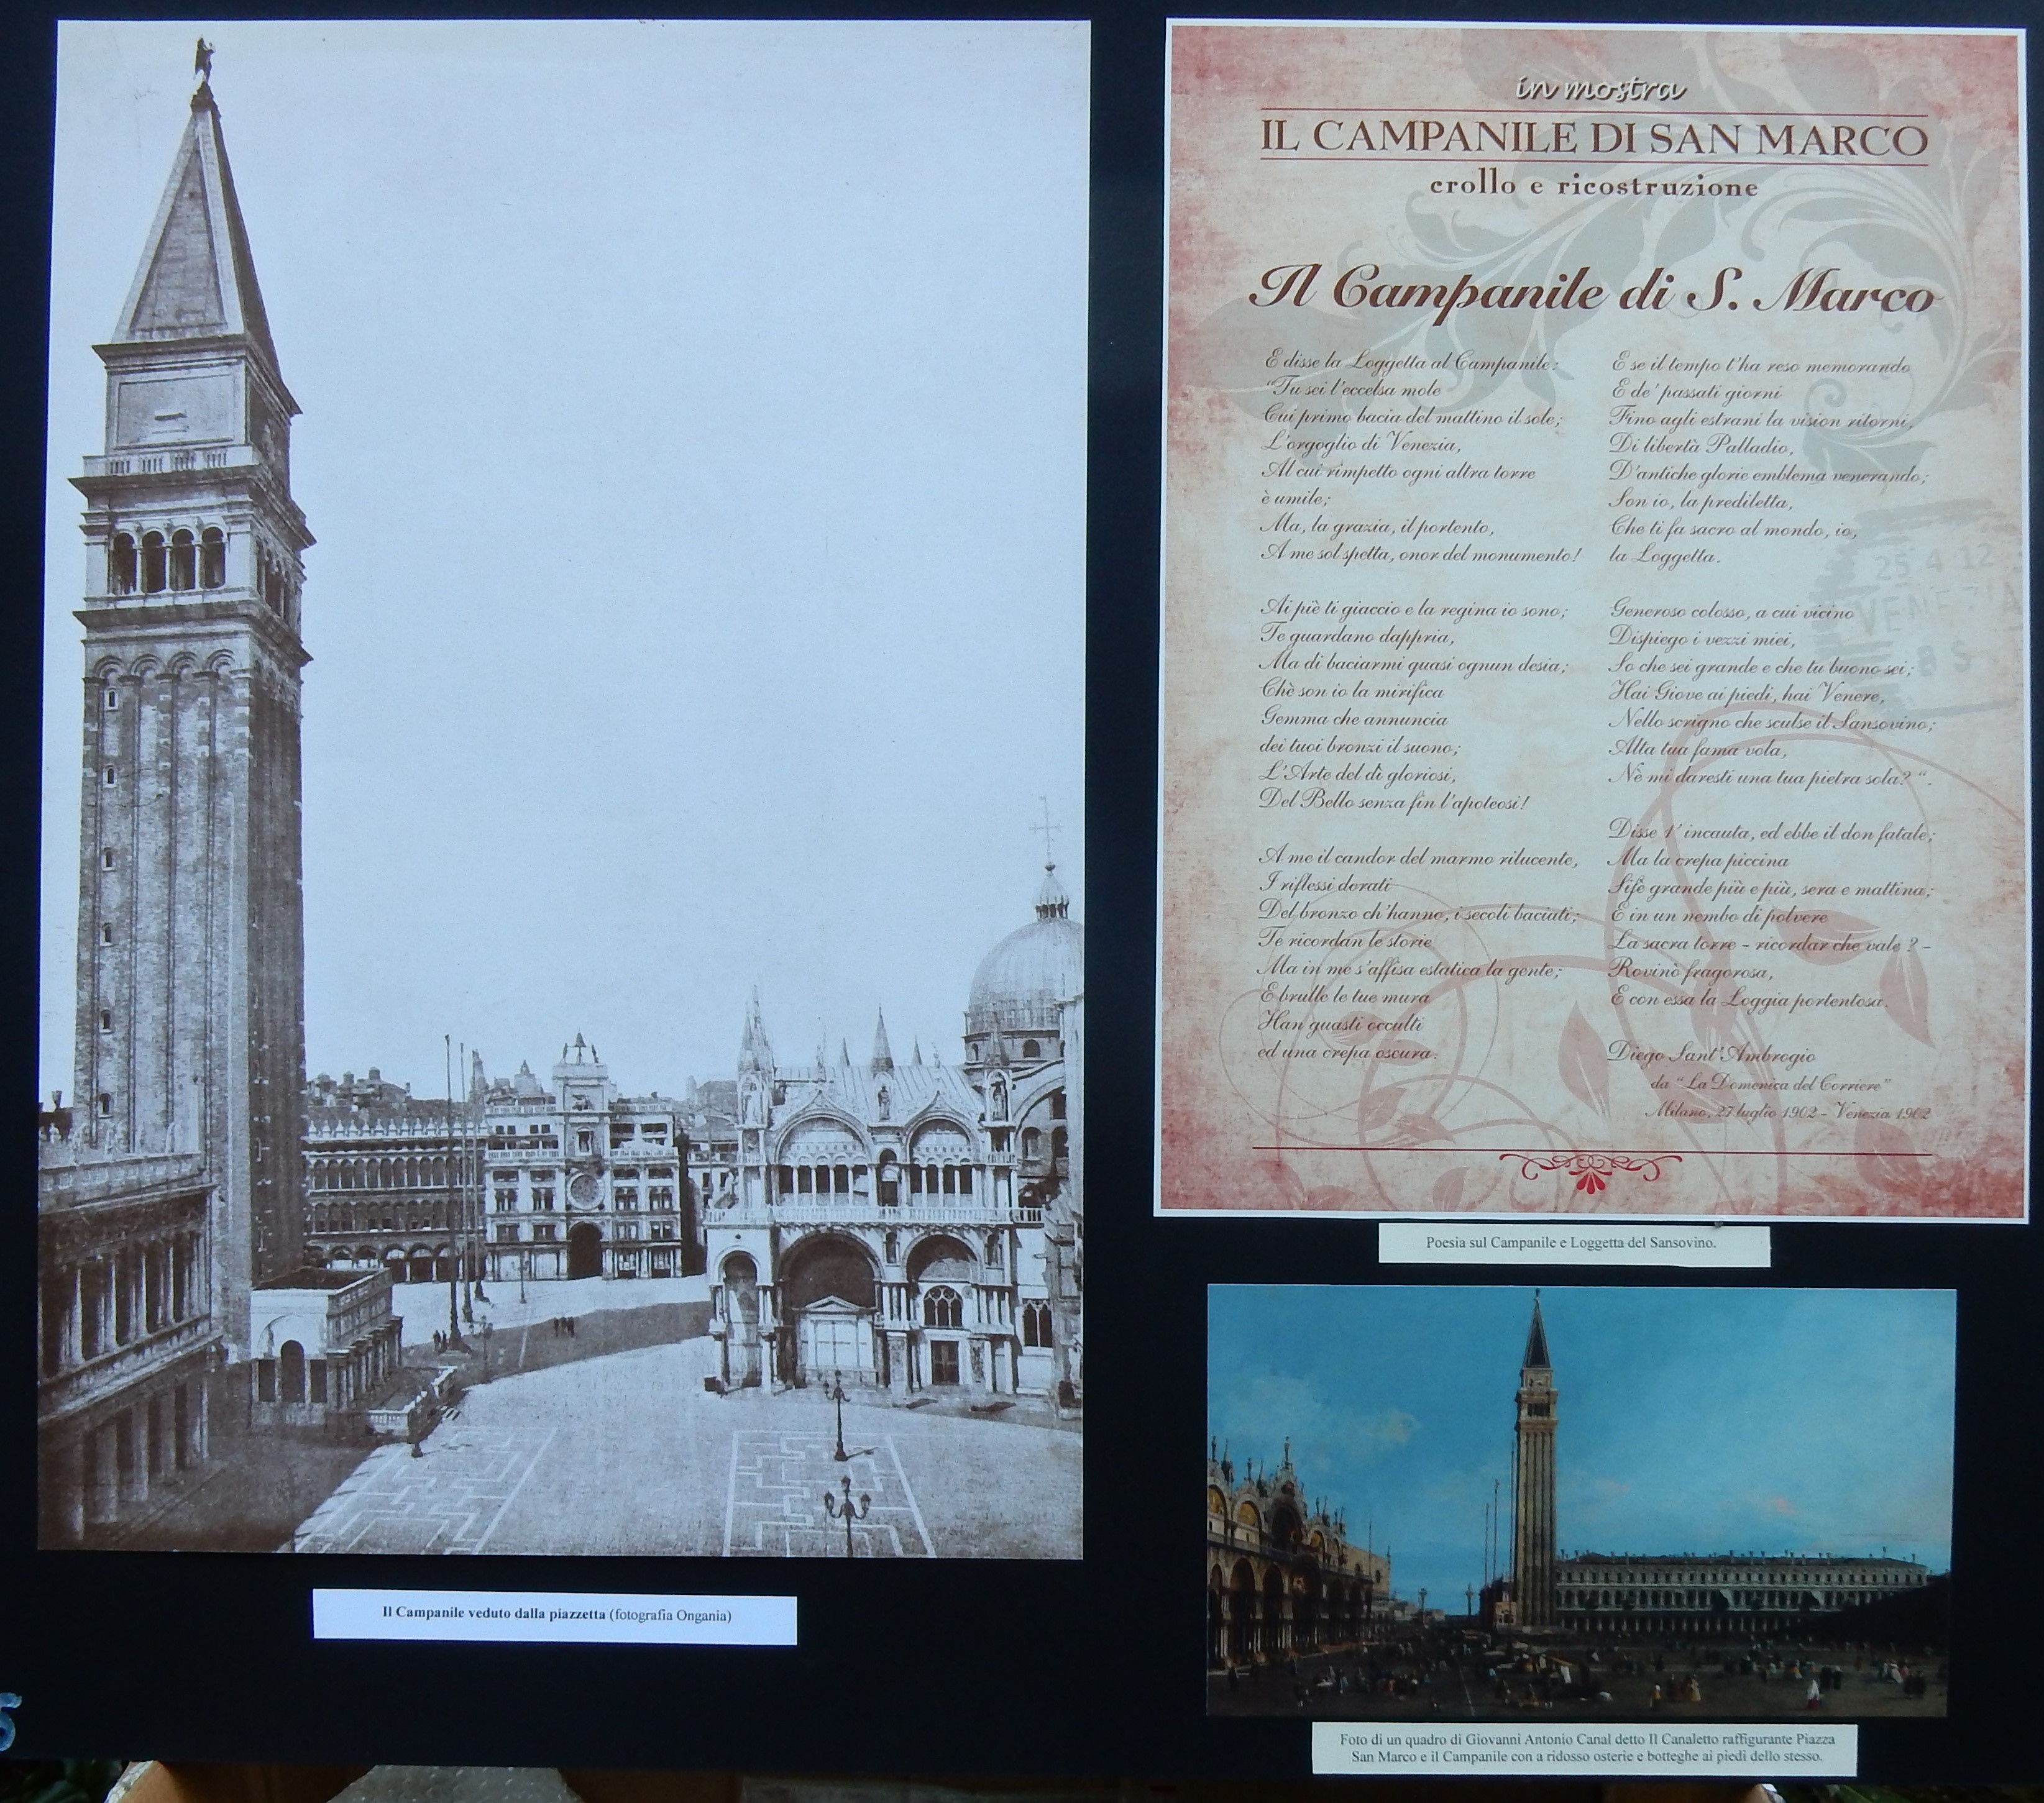 in mostra
IL CAMPANILE DI SAN MARCO
crollo e ricostruzione
Il Campanile di S. Marco
E disse la Loggetta al Campanile:
"Tu sei l'eccelsa mole
Cui primo bacia del mattino il sole;
L'orgoglio di Venezia,
Al cui rimpetto ogni altra torre
è umile;
Ma, la grazia, il portento,
A me sol spetta, onor del monumento!
Ai piè ti giaccio e la regina io sono;
Te guardano dappria,
Ma di baciarmi quasi ognun desia;
Chè son io la mirifica
Gemma che annuncia
dei tuoi bronzi il suono;
L'Arte del dì gloriosi,
Del Bello senza fin l'apoteosi!
A me il candor del marmo rilucente,
I riflessi dorati
Del bronzo ch'hanno, i secoli baciati;
Te ricordan le storie
Ma in me s'affisa estatica la gente;
E brulle le tue mura
Han guasti occulti
ed una crepa oscura.
E se il tempo t'ha reso memorando
E de' passati giorni
Fino agli estrani la vision ritorni,
Di libertà Palladio,
D'antiche glorie emblema venerando;
Son io, la prediletta,
Che ti fa sacro al mondo, io,
la Loggetta.
Generoso colosso, a cui vicino
Dispiego i vezzi miei,
So che sei grande e che tu buono sei;
Hai Giove ai piedi, hai Venere,
Nello scrigno che sculse il Sansovino;
Alta tua fama vola,
Nè mi daresti una tua pietra sola? ".
Disse 1' incauta, ed ebbe il don fatale;
Ma la crepa piccina
Sifè grande più e più, sera e mattina;
E in un nembo di polvere
La sacra torre - ricordar che vale ? -
Rovinò fragorosa,
E con essa la Loggia portentosa.
Diego Sant'Ambrogio
da "La Domenica del Corriere"
Milano, 27 luglio 1902 - Venezia 1902
25 4 12
VENEZIA
8 S
Poesia sul Campanile e Loggetta del Sansovino.
Il Campanile veduto dalla piazzetta (fotografia Ongania)
Foto di un quadro di Giovanni Antonio Canal detto Il Canaletto raffigurante Piazza
San Marco e il Campanile con a ridosso osterie e botteghe ai piedi dello stesso.